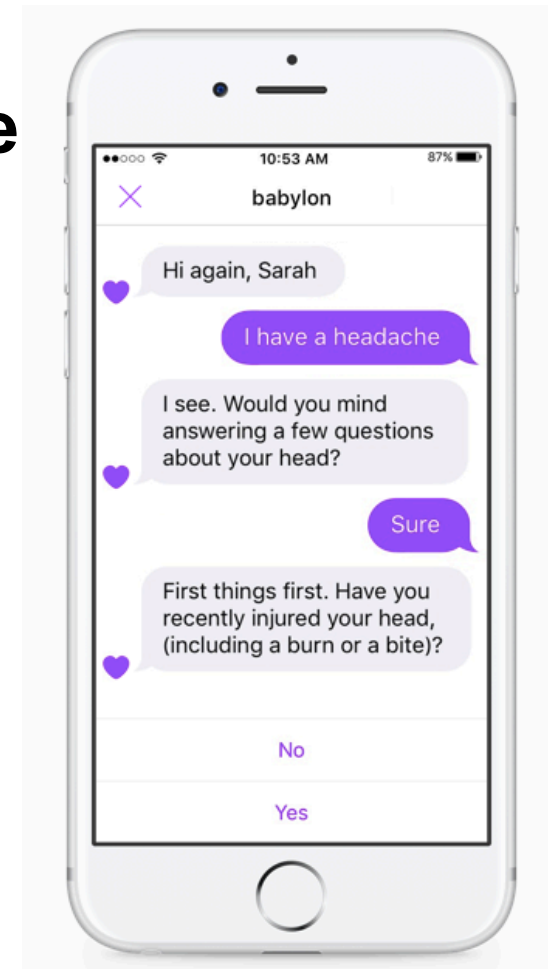 e
10:53 AM
87%
babylon
Hi again, Sarah
I have a headache
I see. Would you mind
answering a few questions
about your head?
Sure
First things first. Have you
recently injured your head,
(including a burn or a bite)?
No
Yes